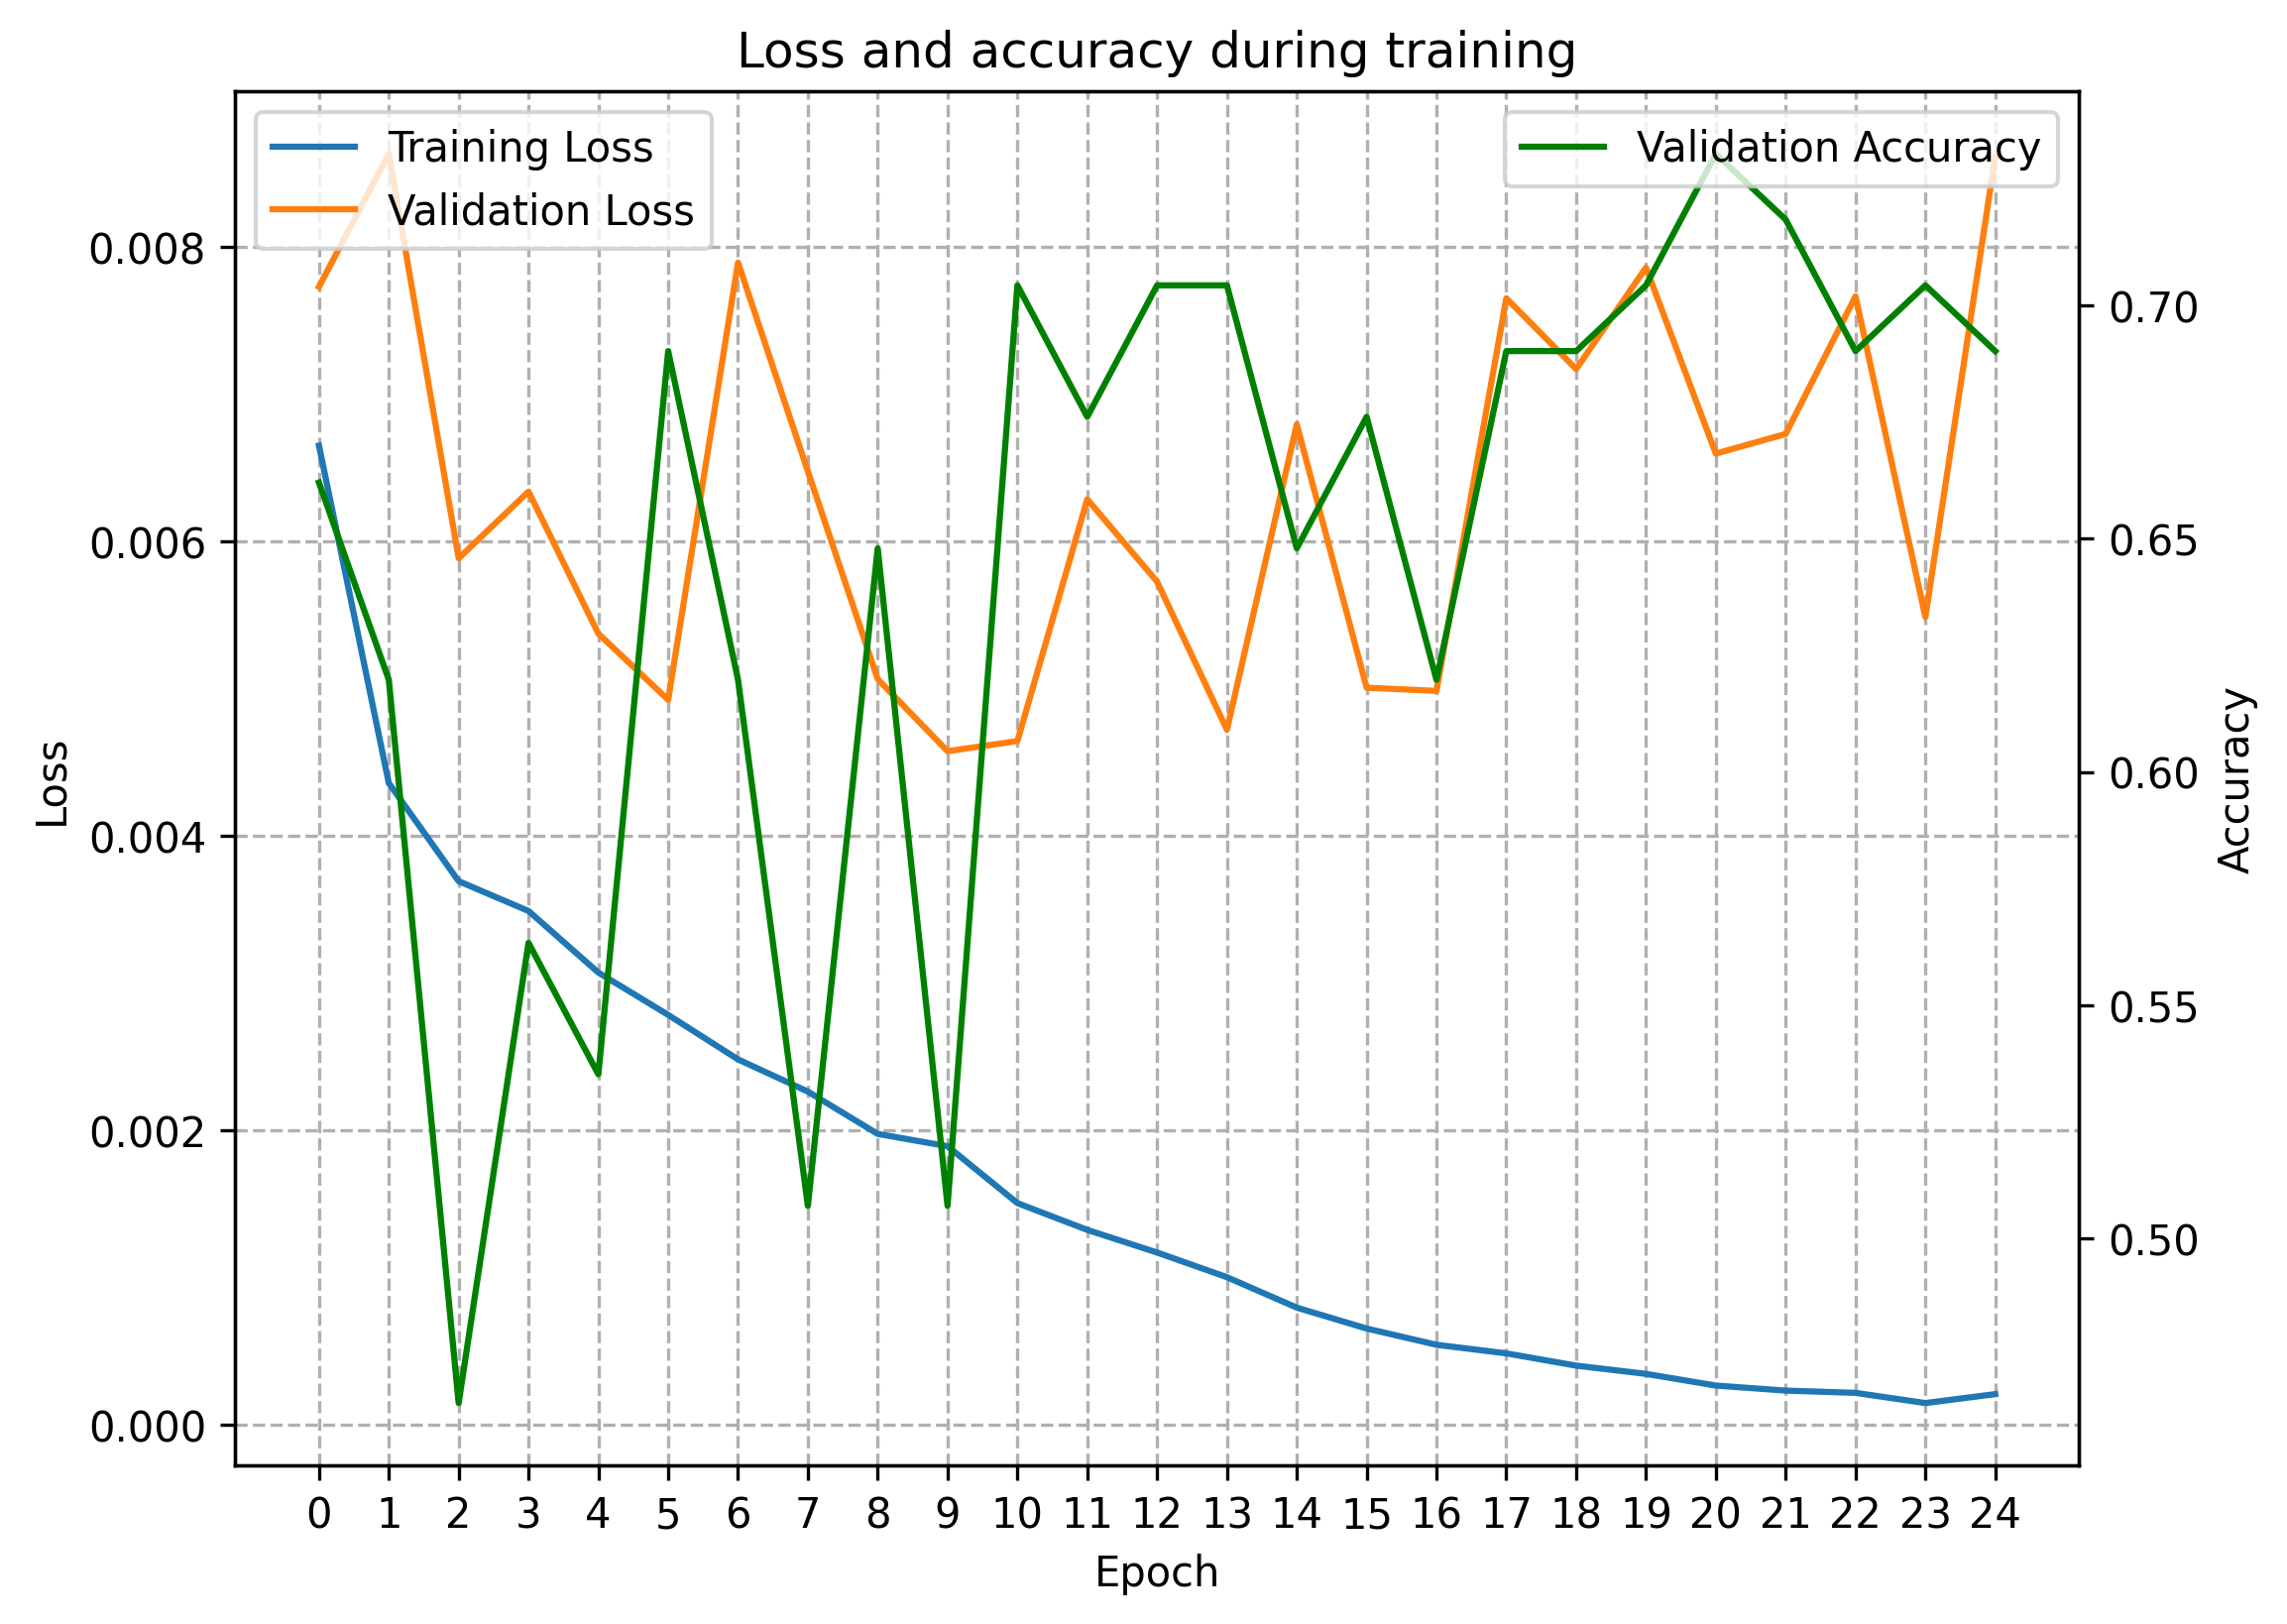 Loss and accuracy during training
Training Loss
Validation Loss
Validation Accuracy
0.008
0.006
0.004
0.002
0.000
Loss
0.70
0.65
0.60
0.55
0.50
Accuracy
0 1 2 3 4 5 6 7 8 9 10 11 12 13 14 15 16 17 18 19 20 21 22 23 24
Epoch